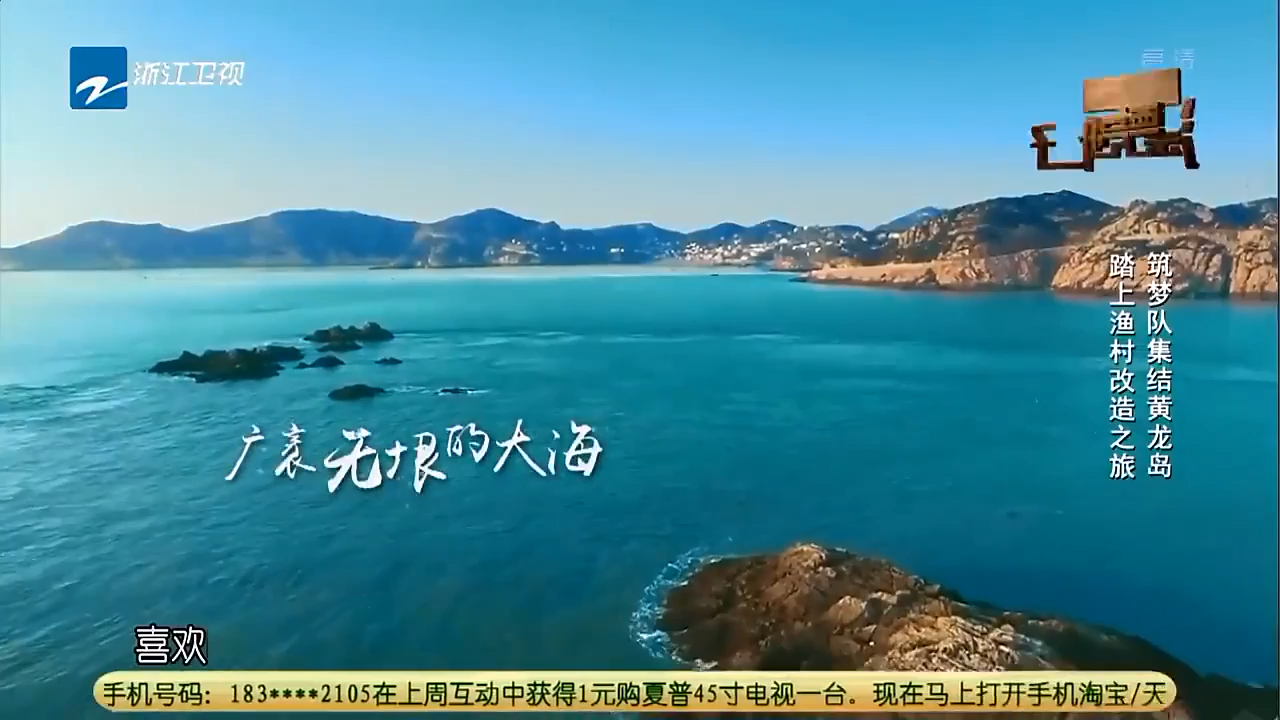 浙江卫视
高清
筑梦队集结黄龙岛
踏上渔村改造之旅
广袤无垠的大海
喜欢
手机号码：183****2105在上周互动中获得1元购夏普45寸电视一台。现在马上打开手机淘宝/天